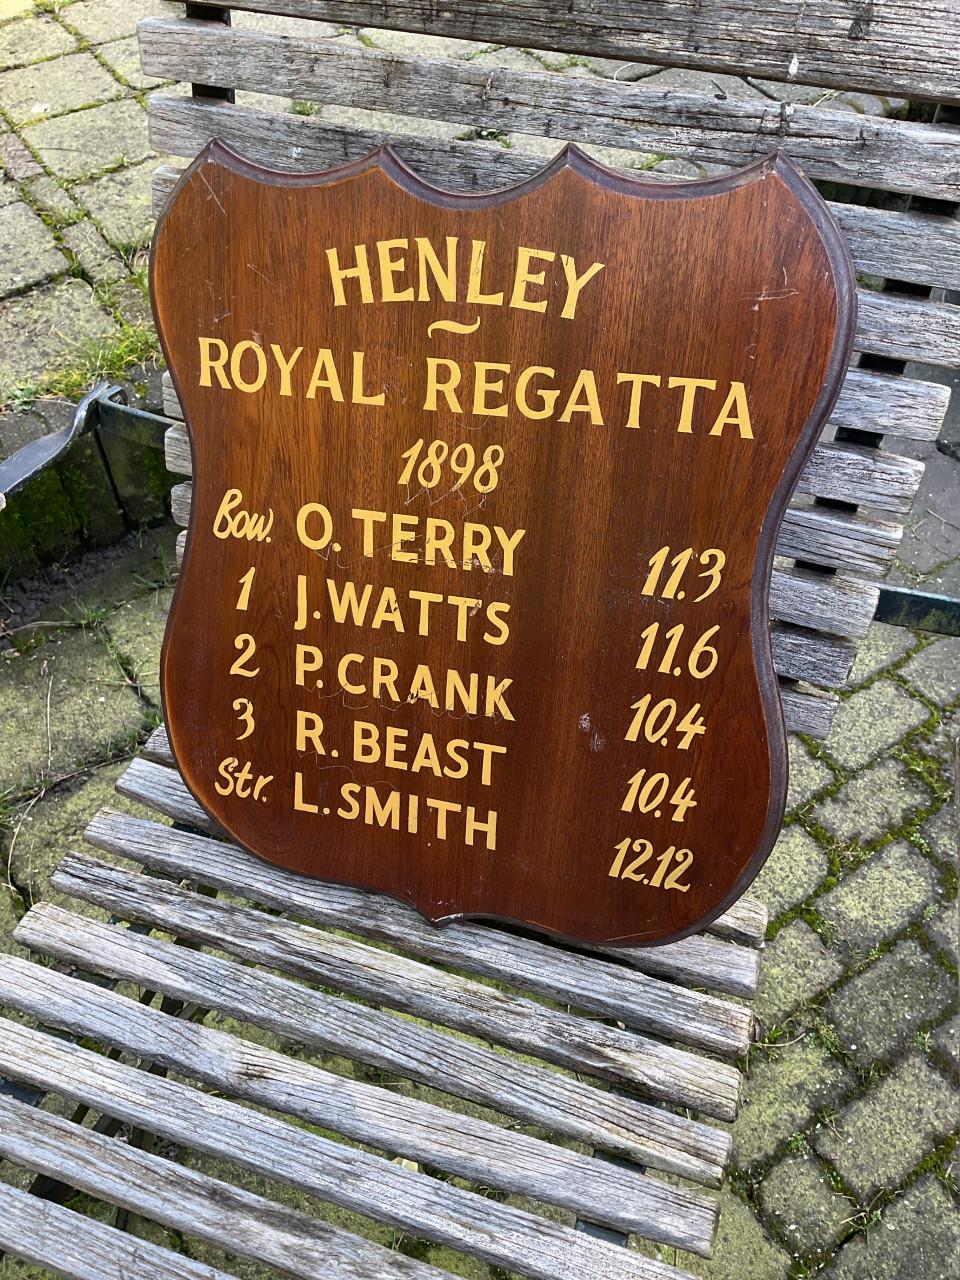 HENLEY
~
ROYAL REGATTA
1898
Bow. O. TERRY 11.3
1 J. WATTS 11.6
2 P. CRANK 10.4
3 R. BEAST 10.4
Str. L. SMITH 12.12